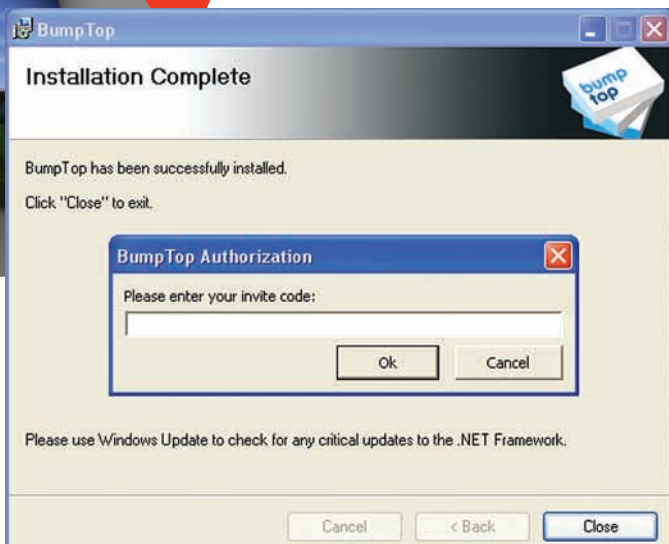 BumpTop
Installation Complete
bump
top
BumpTop has been successfully installed.
Click "Close" to exit.
BumpTop Authorization
Please enter your invite code:
Ok Cancel
Please use Windows Update to check for any critical updates to the .NET Framework.
Cancel < Back Close